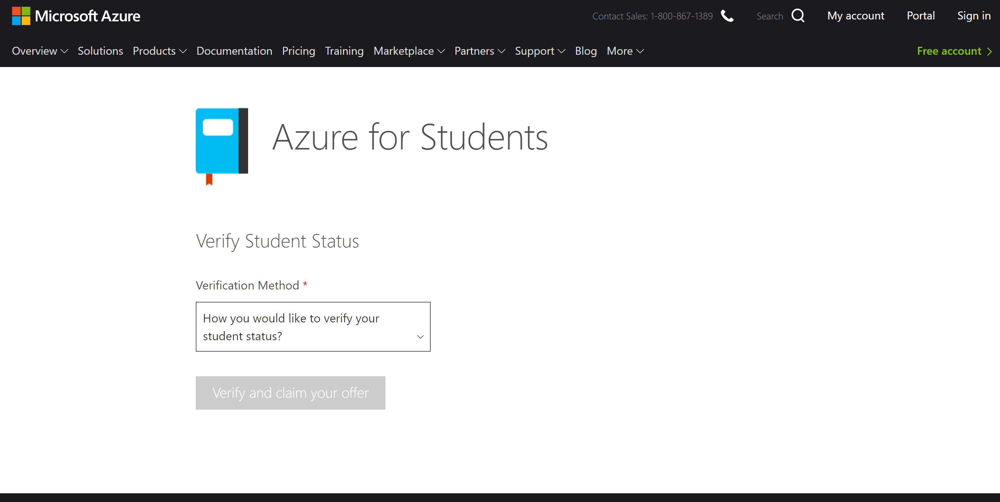 Microsoft Azure
Contact Sales: 1-800-867-1389
Search
My account
Portal
Sign in
Overview
Solutions
Products
Documentation
Pricing
Training
Marketplace
Partners
Support
Blog
More
Free account
Azure for Students
Verify Student Status
Verification Method *
How you would like to verify your
student status?
Verify and claim your offer